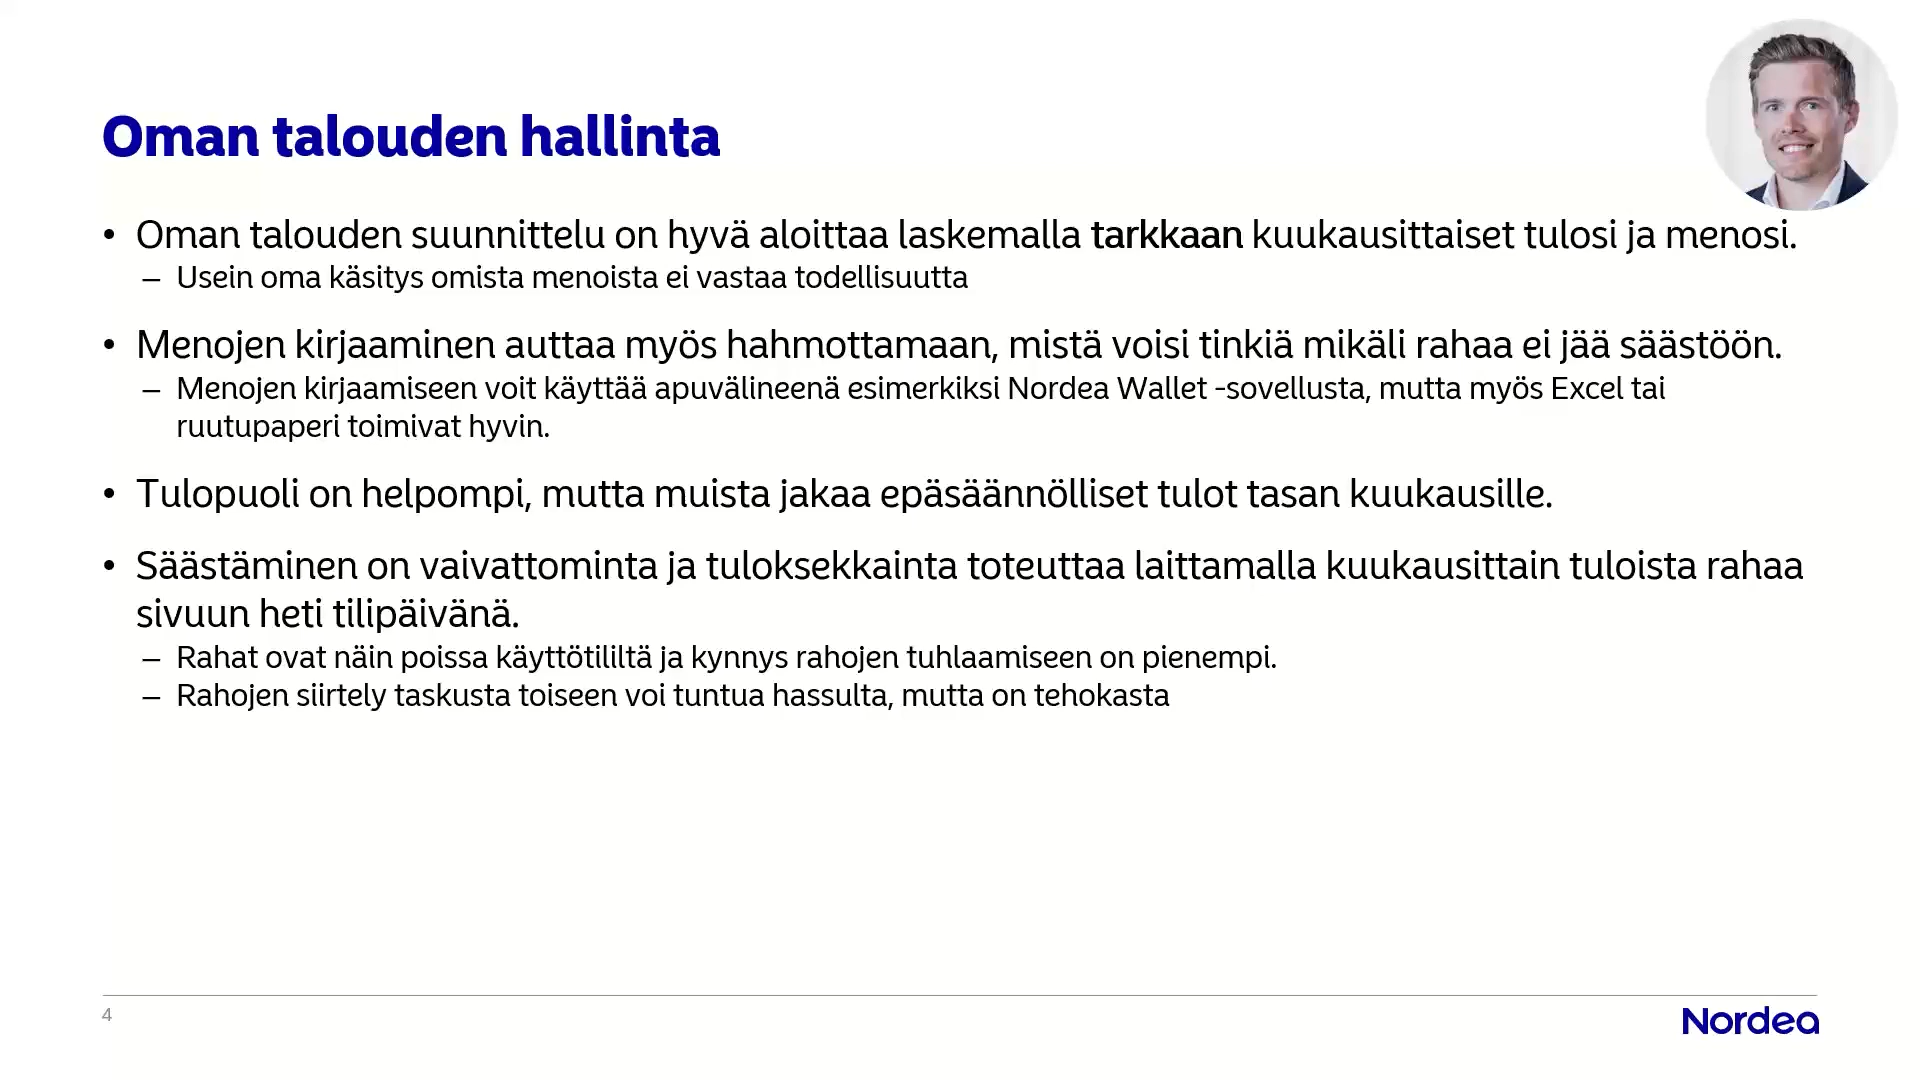 Oman talouden hallinta
• Oman talouden suunnittelu on hyvä aloittaa laskemalla tarkkaan kuukausittaiset tulosi ja menosi.
– Usein oma käsitys omista menoista ei vastaa todellisuutta
• Menojen kirjaaminen auttaa myös hahmottamaan, mistä voisi tinkiä mikäli rahaa ei jää säästöön.
– Menojen kirjaamiseen voit käyttää apuvälineenä esimerkiksi Nordea Wallet -sovellusta, mutta myös Excel tai
ruutupaperi toimivat hyvin.
• Tulopuoli on helpompi, mutta muista jakaa epäsäännölliset tulot tasan kuukausille.
• Säästäminen on vaivattominta ja tuloksekkainta toteuttaa laittamalla kuukausittain tuloista rahaa
sivuun heti tilipäivänä.
– Rahat ovat näin poissa käyttötililtä ja kynnys rahojen tuhlaamiseen on pienempi.
– Rahojen siirtely taskusta toiseen voi tuntua hassulta, mutta on tehokasta
4
Nordea